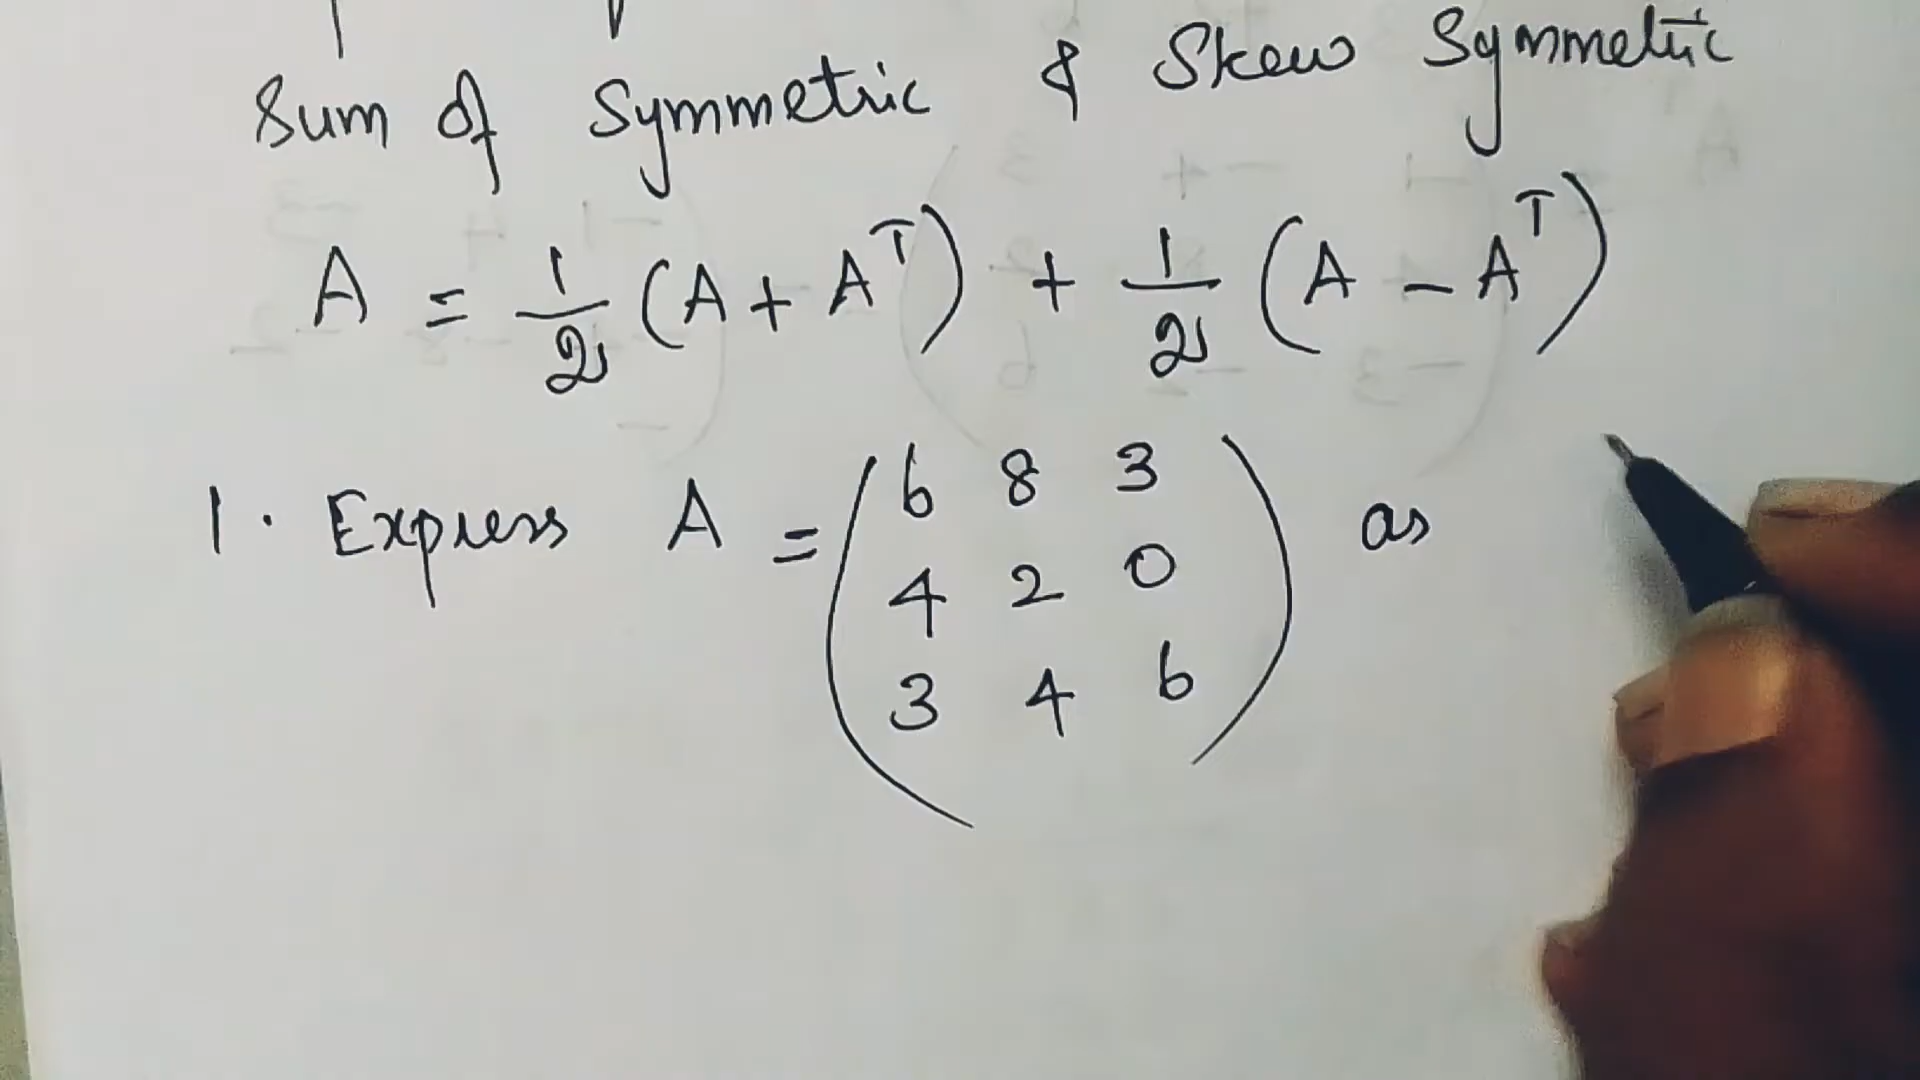 Sum of Symmetric & Skew Symmetric
A = 1/2 (A + A^T) + 1/2 (A - A^T)
1. Express A = (6 8 3 as
4 2 0
3 4 6)